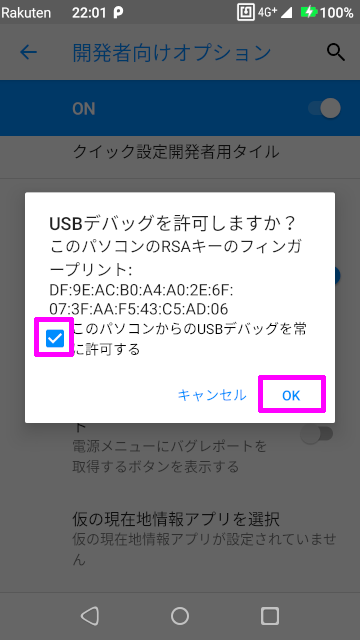 Rakuten 22:01 4G+ 100%
開発者向けオプション
ON
クイック設定開発者用タイル
USBデバッグを許可しますか？
このパソコンのRSAキーのフィンガ
ープリント:
DF:9E:AC:B0:A4:A0:2E:6F:
07:3F:AA:F5:43:C5:AD:06
このパソコンからのUSBデバッグを常
に許可する
キャンセル OK
ト
電源メニューにバグレポートを
取得するボタンを表示する
仮の現在地情報アプリを選択
仮の現在地情報アプリが設定されていませ
ん